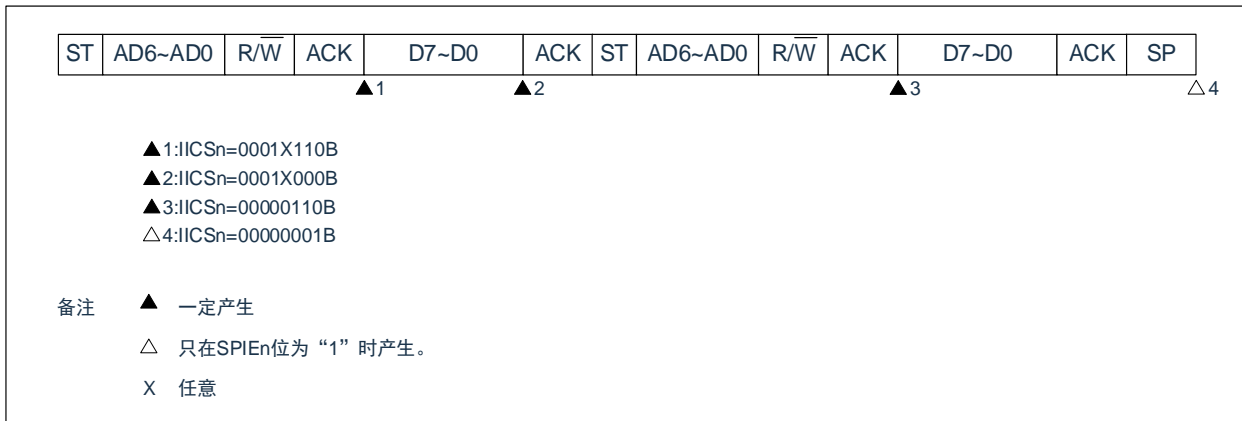 ST AD6~AD0 R/W̅ ACK D7~D0 ACK ST AD6~AD0 R/W̅ ACK D7~D0 ACK SP
▲1 ▲2 ▲3 △4
▲1:IICSn=0001X110B
▲2:IICSn=0001X000B
▲3:IICSn=00000110B
△4:IICSn=00000001B
备注 ▲ 一定产生
△ 只在SPIEn位为“1”时产生。
X 任意